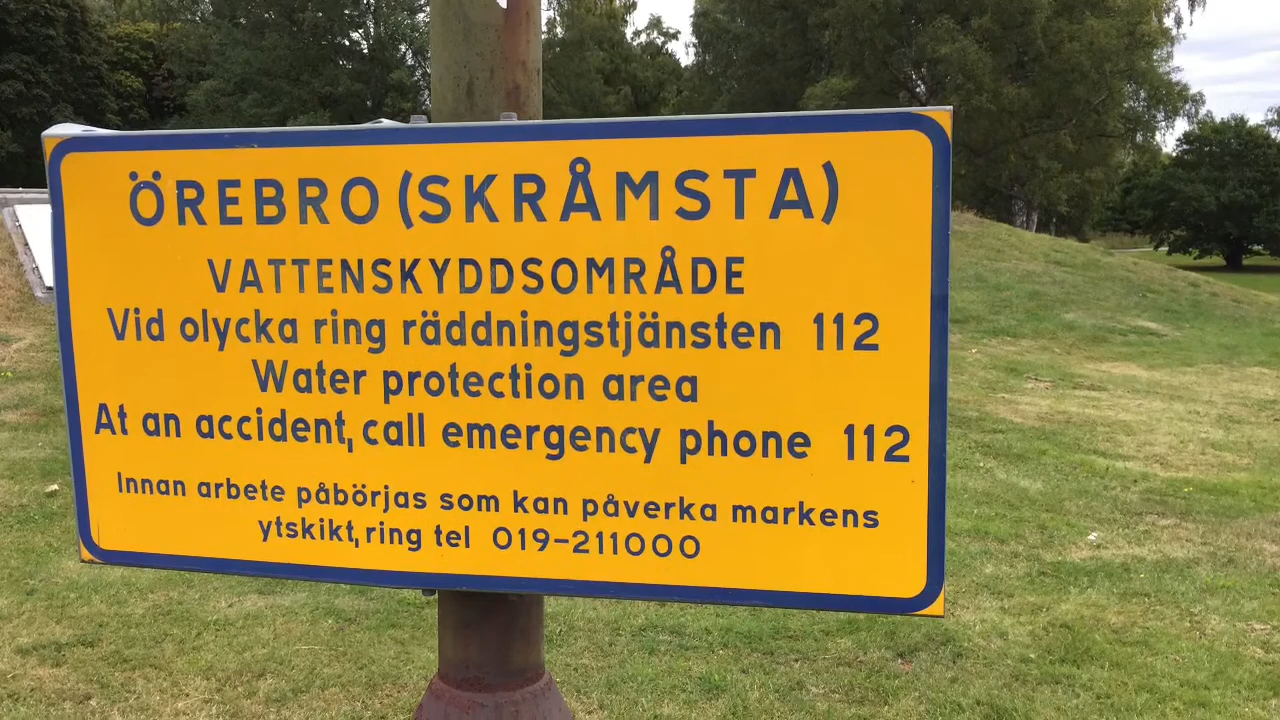 ÖREBRO (SKRÅMSTA)
VATTENSKYDDSOMRÅDE
Vid olycka ring räddningstjänsten 112
Water protection area
At an accident, call emergency phone 112
Innan arbete påbörjas som kan påverka markens
ytskikt, ring tel 019-211000